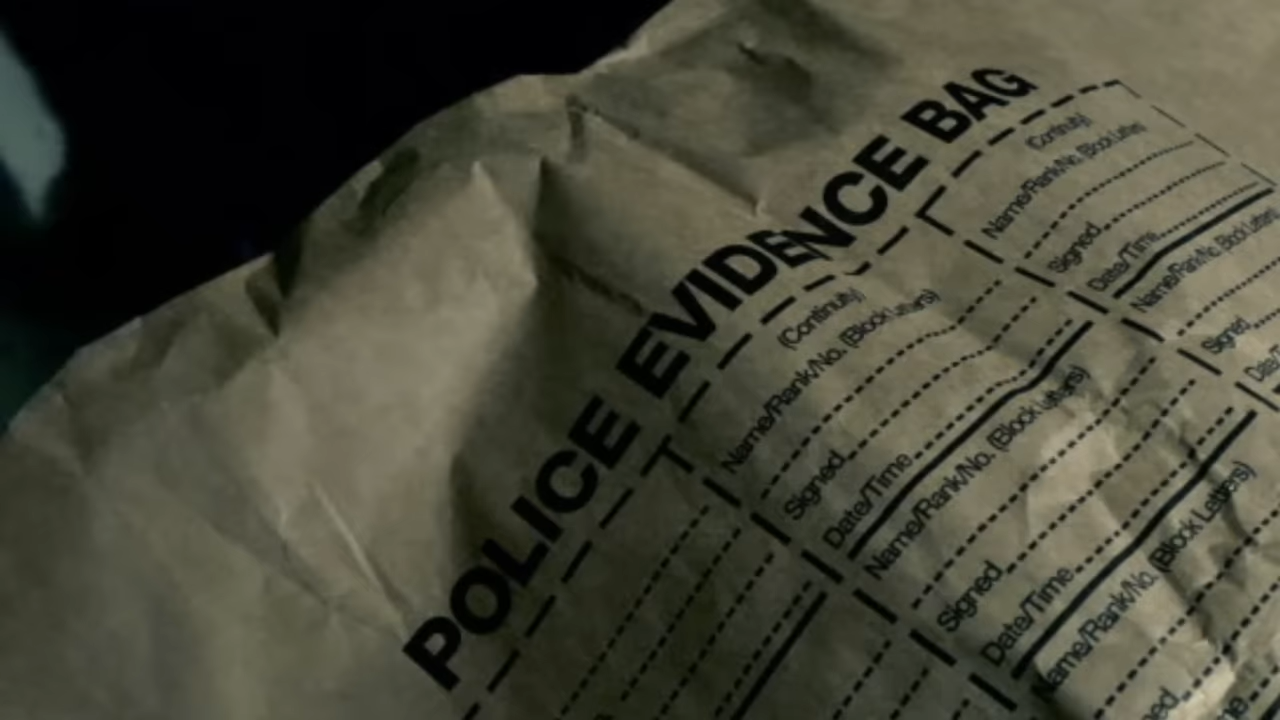 POLICE EVIDENCE BAG
(Continuity)
Name/Rank/No. (Block Letters)
Signed
Date/Time
Name/Rank/No. (Block Letters)
Signed
Date/Time
Name/Rank/No. (Block Letters)
(Continuity)
Name/Rank/No. (Block Letters)
Signed
Date/Time
Name/Rank/No. (Block Letters)
Signed